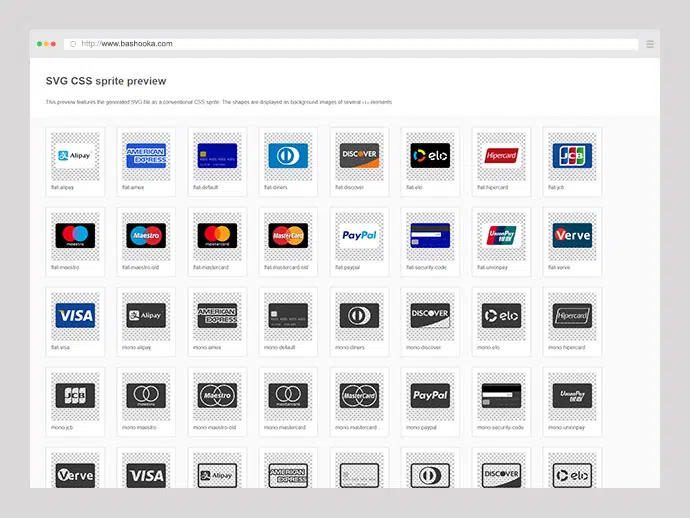 http://www.bashooka.com
SVG CSS sprite preview
This preview features the generated SVG file as a conventional CSS sprite. The shapes are displayed as background images of several <i> elements
Alipay
AMERICAN EXPRESS
DISCOVER
elo
Hipercard
JCB
flat-alipay
flat-amex
flat-default
flat-diners
flat-discover
flat-elo
flat-hipercard
flat-jcb
maestro
Maestro
mastercard
MasterCard
PayPal
UnionPay
银联
Verve
flat-maestro
flat-maestro-old
flat-mastercard
flat-mastercard-old
flat-paypal
flat-security-code
flat-unionpay
flat-verve
VISA
Alipay
AMERICAN EXPRESS
DISCOVER
elo
Hipercard
flat-visa
mono-alipay
mono-amex
mono-default
mono-diners
mono-discover
mono-elo
mono-hipercard
JCB
maestro
Maestro
mastercard
MasterCard
PayPal
UnionPay
银联
mono-jcb
mono-maestro
mono-maestro-old
mono-mastercard
mono-mastercard
mono-paypal
mono-security-code
mono-unionpay
Verve
VISA
Alipay
AMERICAN EXPRESS
DISCOVER
elo